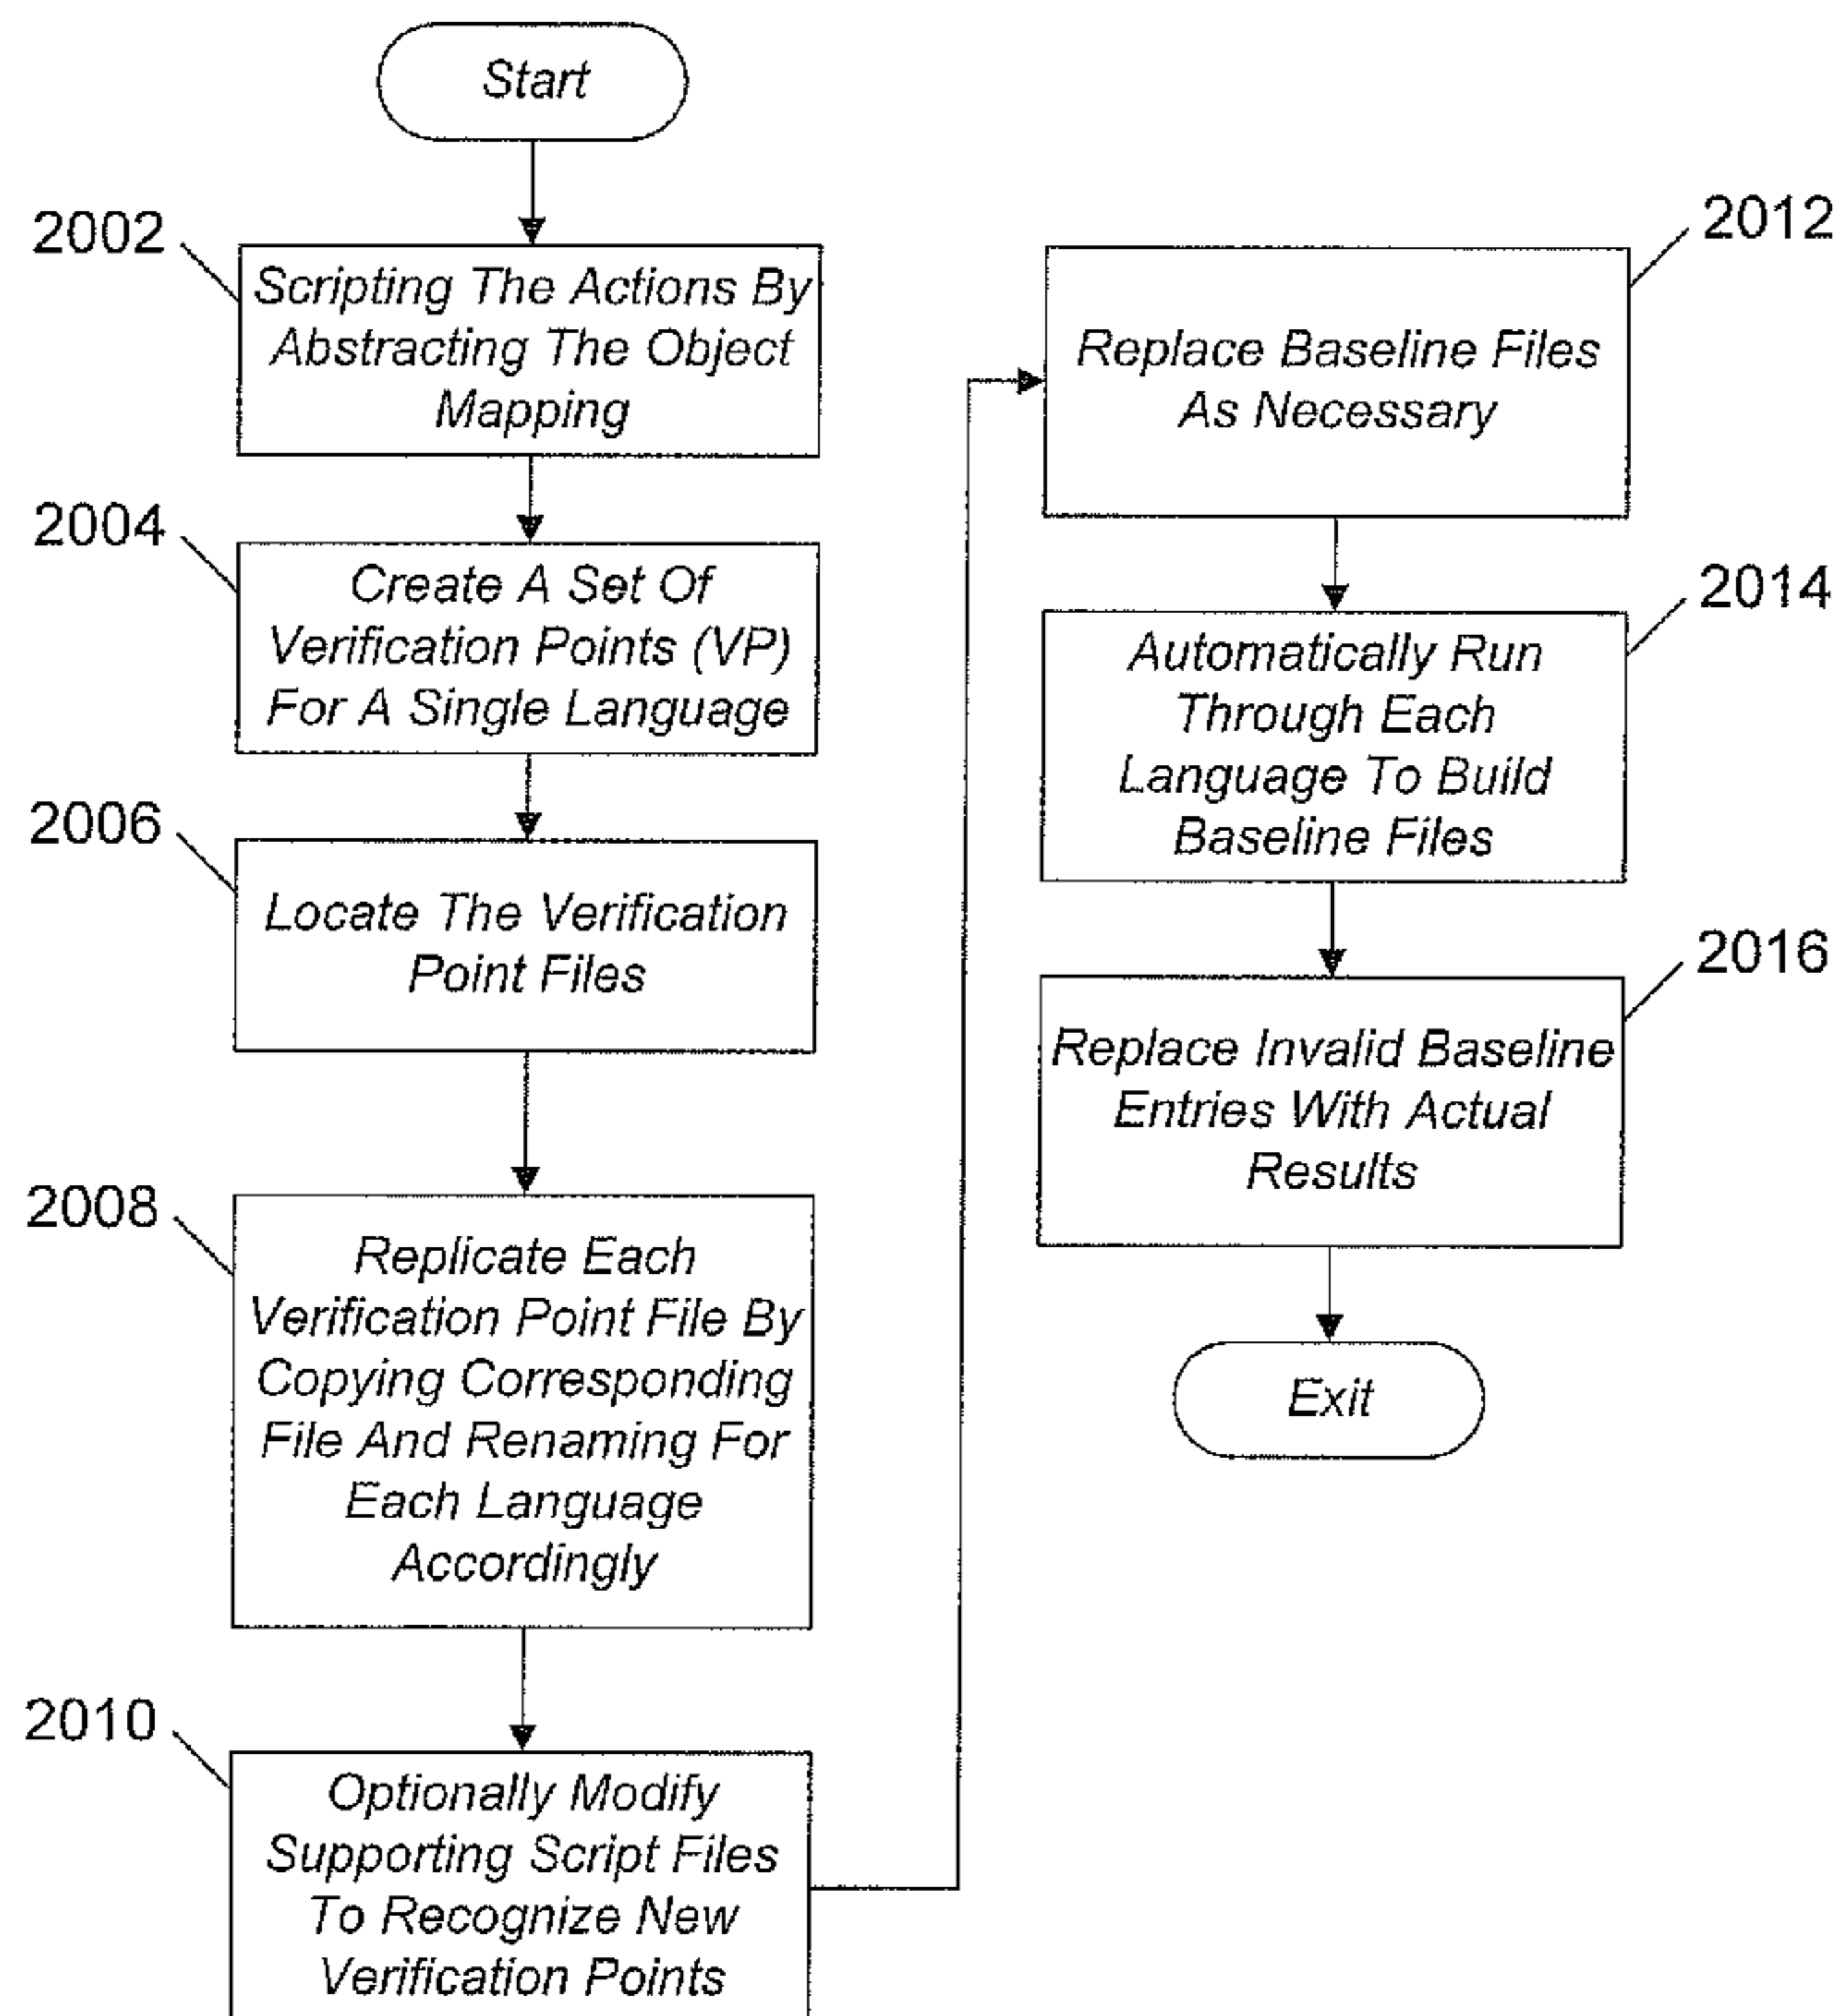 Start
2002
Scripting The Actions By
Abstracting The Object
Mapping
2004
Create A Set Of
Verification Points (VP)
For A Single Language
2006
Locate The Verification
Point Files
2008
Replicate Each
Verification Point File By
Copying Corresponding
File And Renaming For
Each Language
Accordingly
2010
Optionally Modify
Supporting Script Files
To Recognize New
Verification Points
2012
Replace Baseline Files
As Necessary
2014
Automatically Run
Through Each
Language To Build
Baseline Files
2016
Replace Invalid Baseline
Entries With Actual
Results
Exit